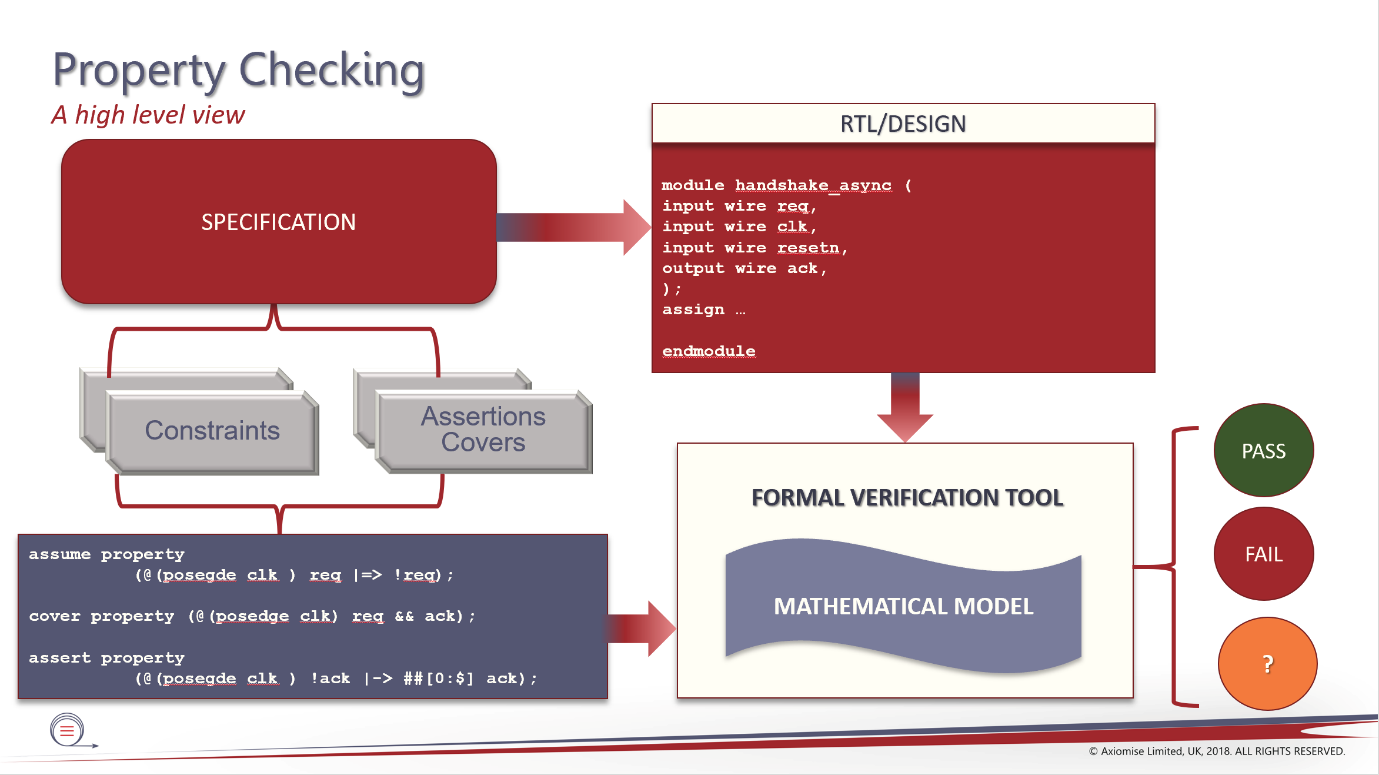 Property Checking
A high level view
SPECIFICATION
RTL/DESIGN
module handshake_async (
input wire req,
input wire clk,
input wire resetn,
output wire ack,
);
assign …
endmodule
Constraints
Assertions
Covers
assume property
(@(posegde clk ) req |=> !req);
cover property (@(posedge clk) req && ack);
assert property
(@(posegde clk ) !ack |-> ##[0:$] ack);
FORMAL VERIFICATION TOOL
MATHEMATICAL MODEL
PASS
FAIL
?
© Axiomise Limited, UK, 2018. ALL RIGHTS RESERVED.